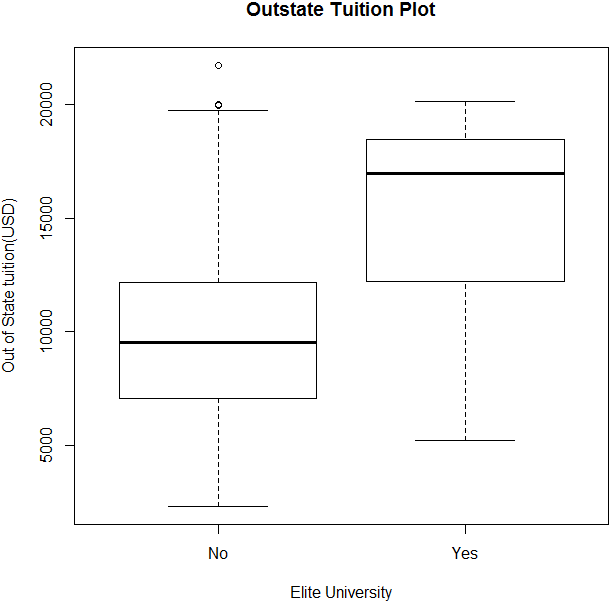 Outstate Tuition Plot
Out of State tuition(USD)
20000
15000
10000
5000
No Yes
Elite University